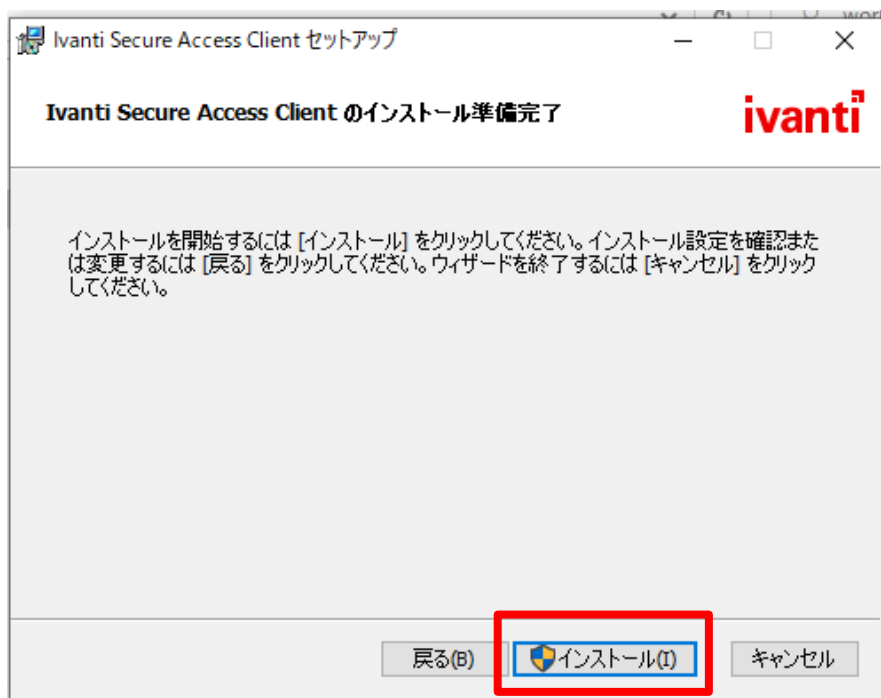 Ivanti Secure Access Client セットアップ
Ivanti Secure Access Client のインストール準備完了
ivanti
インストールを開始するには [インストール] をクリックしてください。インストール設定を確認また
は変更するには [戻る] をクリックしてください。ウィザードを終了するには [キャンセル] をクリック
してください。
戻る(B)
インストール(I)
キャンセル